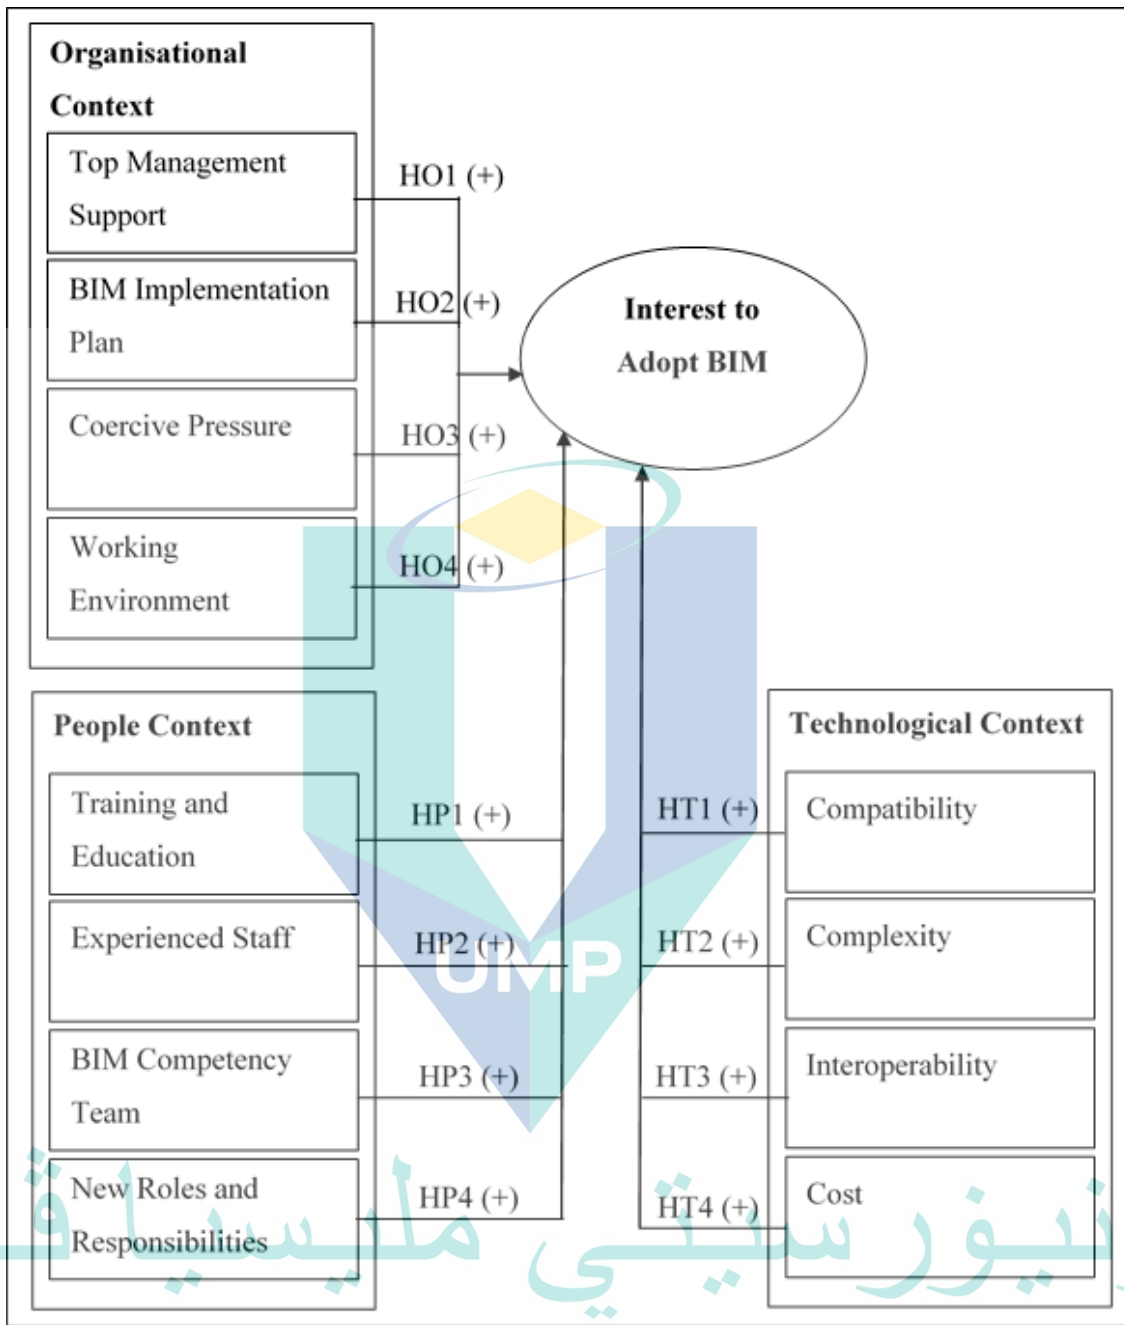 Organisational
Context
Top Management
Support
BIM Implementation
Plan
Coercive Pressure
Working
Environment
HO1 (+)
HO2 (+)
HO3 (+)
HO4 (+)
Interest to
Adopt BIM
People Context
Training and
Education
Experienced Staff
BIM Competency
Team
New Roles and
Responsibilities
HP1 (+)
HP2 (+)
HP3 (+)
HP4 (+)
Technological Context
HT1 (+)
HT2 (+)
HT3 (+)
HT4 (+)
Compatibility
Complexity
Interoperability
Cost
UMP
مليسيا